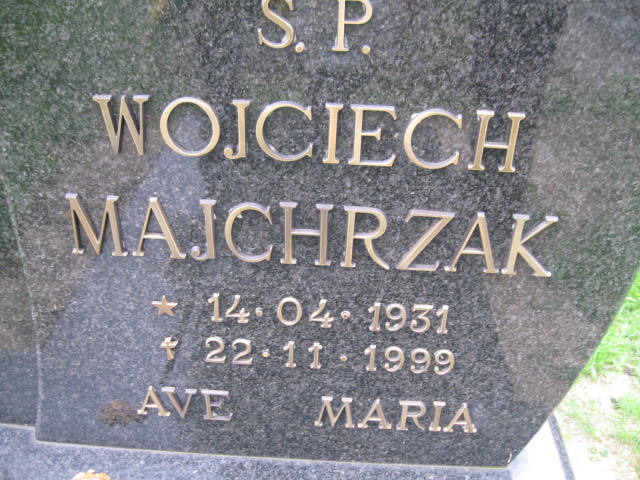 S. P.
WOJCIECH
MAJCHRZAK
★ 14·04·1931
✝ 22·11·1999
AVE MARIA